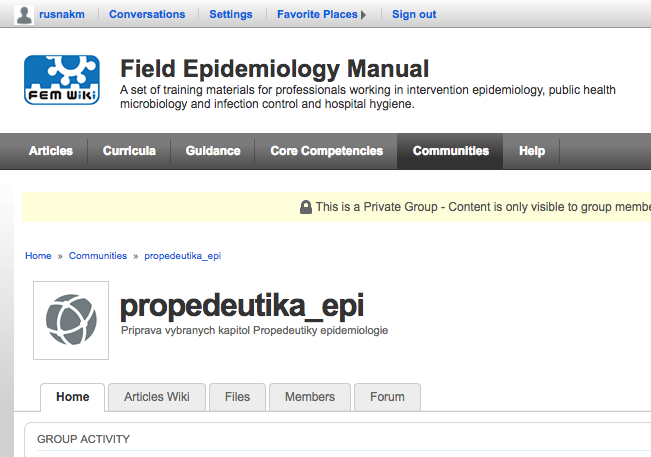 rusnakm Conversations Settings Favorite Places Sign out
FEM WiKi
Field Epidemiology Manual
A set of training materials for professionals working in intervention epidemiology, public health
microbiology and infection control and hospital hygiene.
Articles Curricula Guidance Core Competencies Communities Help
This is a Private Group - Content is only visible to group membe
Home » Communities » propedeutika_epi
propedeutika_epi
Priprava vybranych kapitol Propedeutiky epidemiologie
Home Articles Wiki Files Members Forum
GROUP ACTIVITY